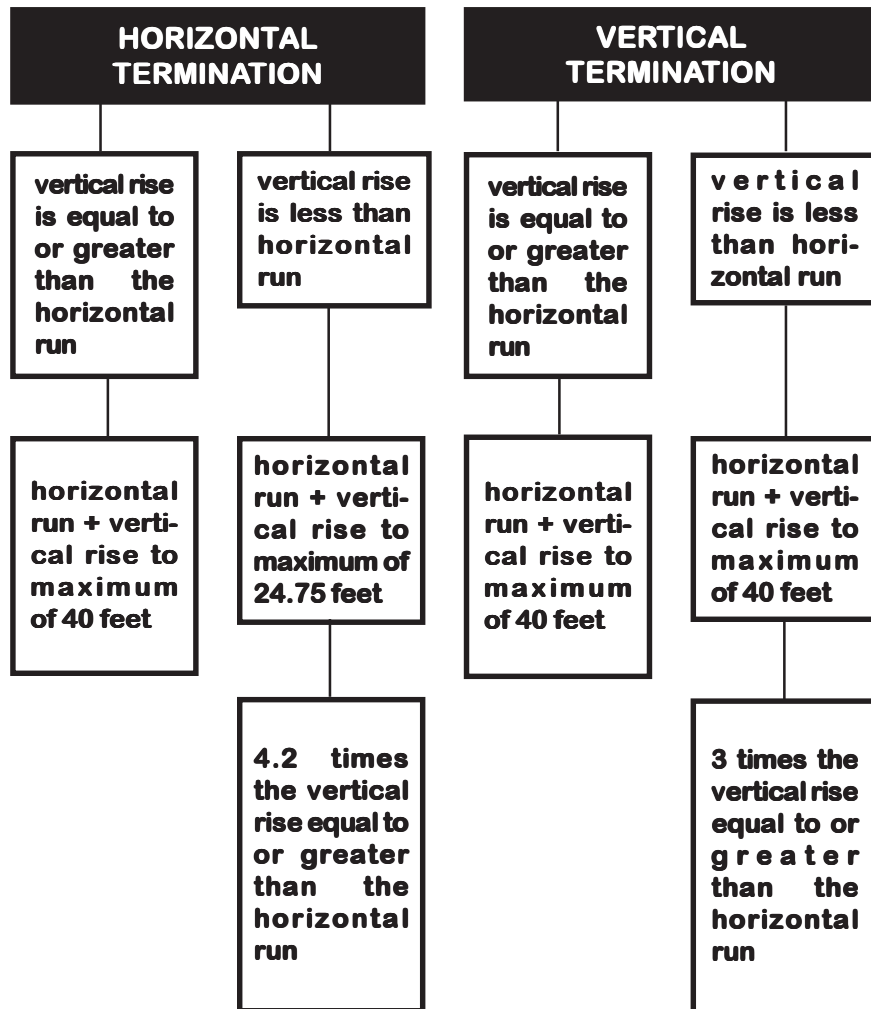 HORIZONTAL
TERMINATION
vertical rise
is equal to
or greater
than the
horizontal
run
horizontal
run + verti-
cal rise to
maximum
of 40 feet
vertical rise
is less than
horizontal
run
horizontal
run + verti-
cal rise to
maximum of
24.75 feet
4.2 times
the vertical
rise equal to
or greater
than the
horizontal
run
VERTICAL
TERMINATION
vertical rise
is equal to
or greater
than the
horizontal
run
horizontal
run + verti-
cal rise to
maximum
of 40 feet
vertical
rise is less
than hori-
zontal run
horizontal
run + verti-
cal rise to
maximum
of 40 feet
3 times the
vertical rise
equal to or
greater
than the
horizontal
run